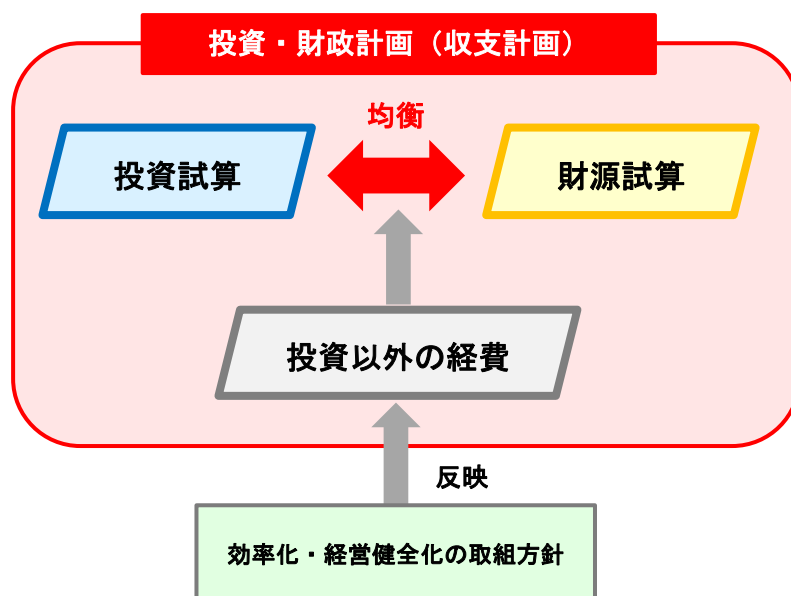 投資・財政計画（収支計画）
均衡
投資試算
財源試算
投資以外の経費
反映
効率化・経営健全化の取組方針